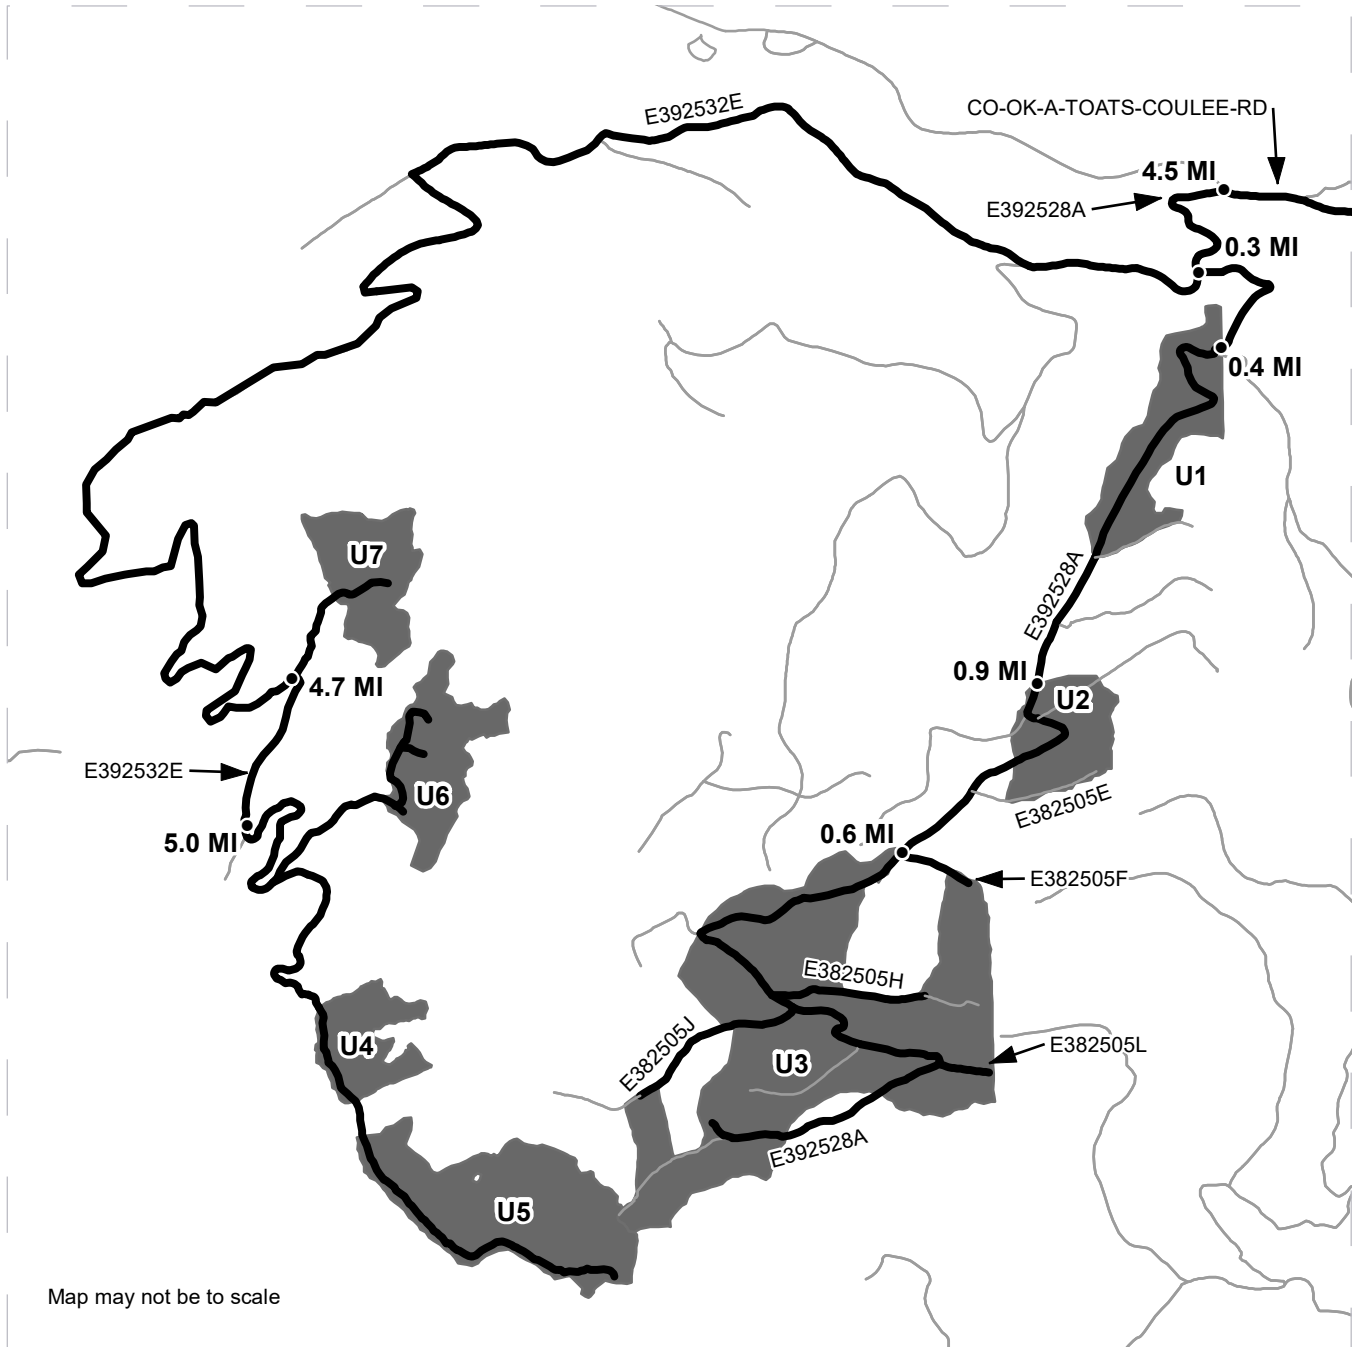 E392532E
CO-OK-A-TOATS-COULEE-RD
4.5 MI
E392528A
0.3 MI
0.4 MI
U1
E392528A
U7
0.9 MI
4.7 MI
U2
E392532E
U6
E382505E
5.0 MI
0.6 MI
E382505F
E382505H
U4
E382505J
U3
E382505L
E392528A
U5
Map may not be to scale